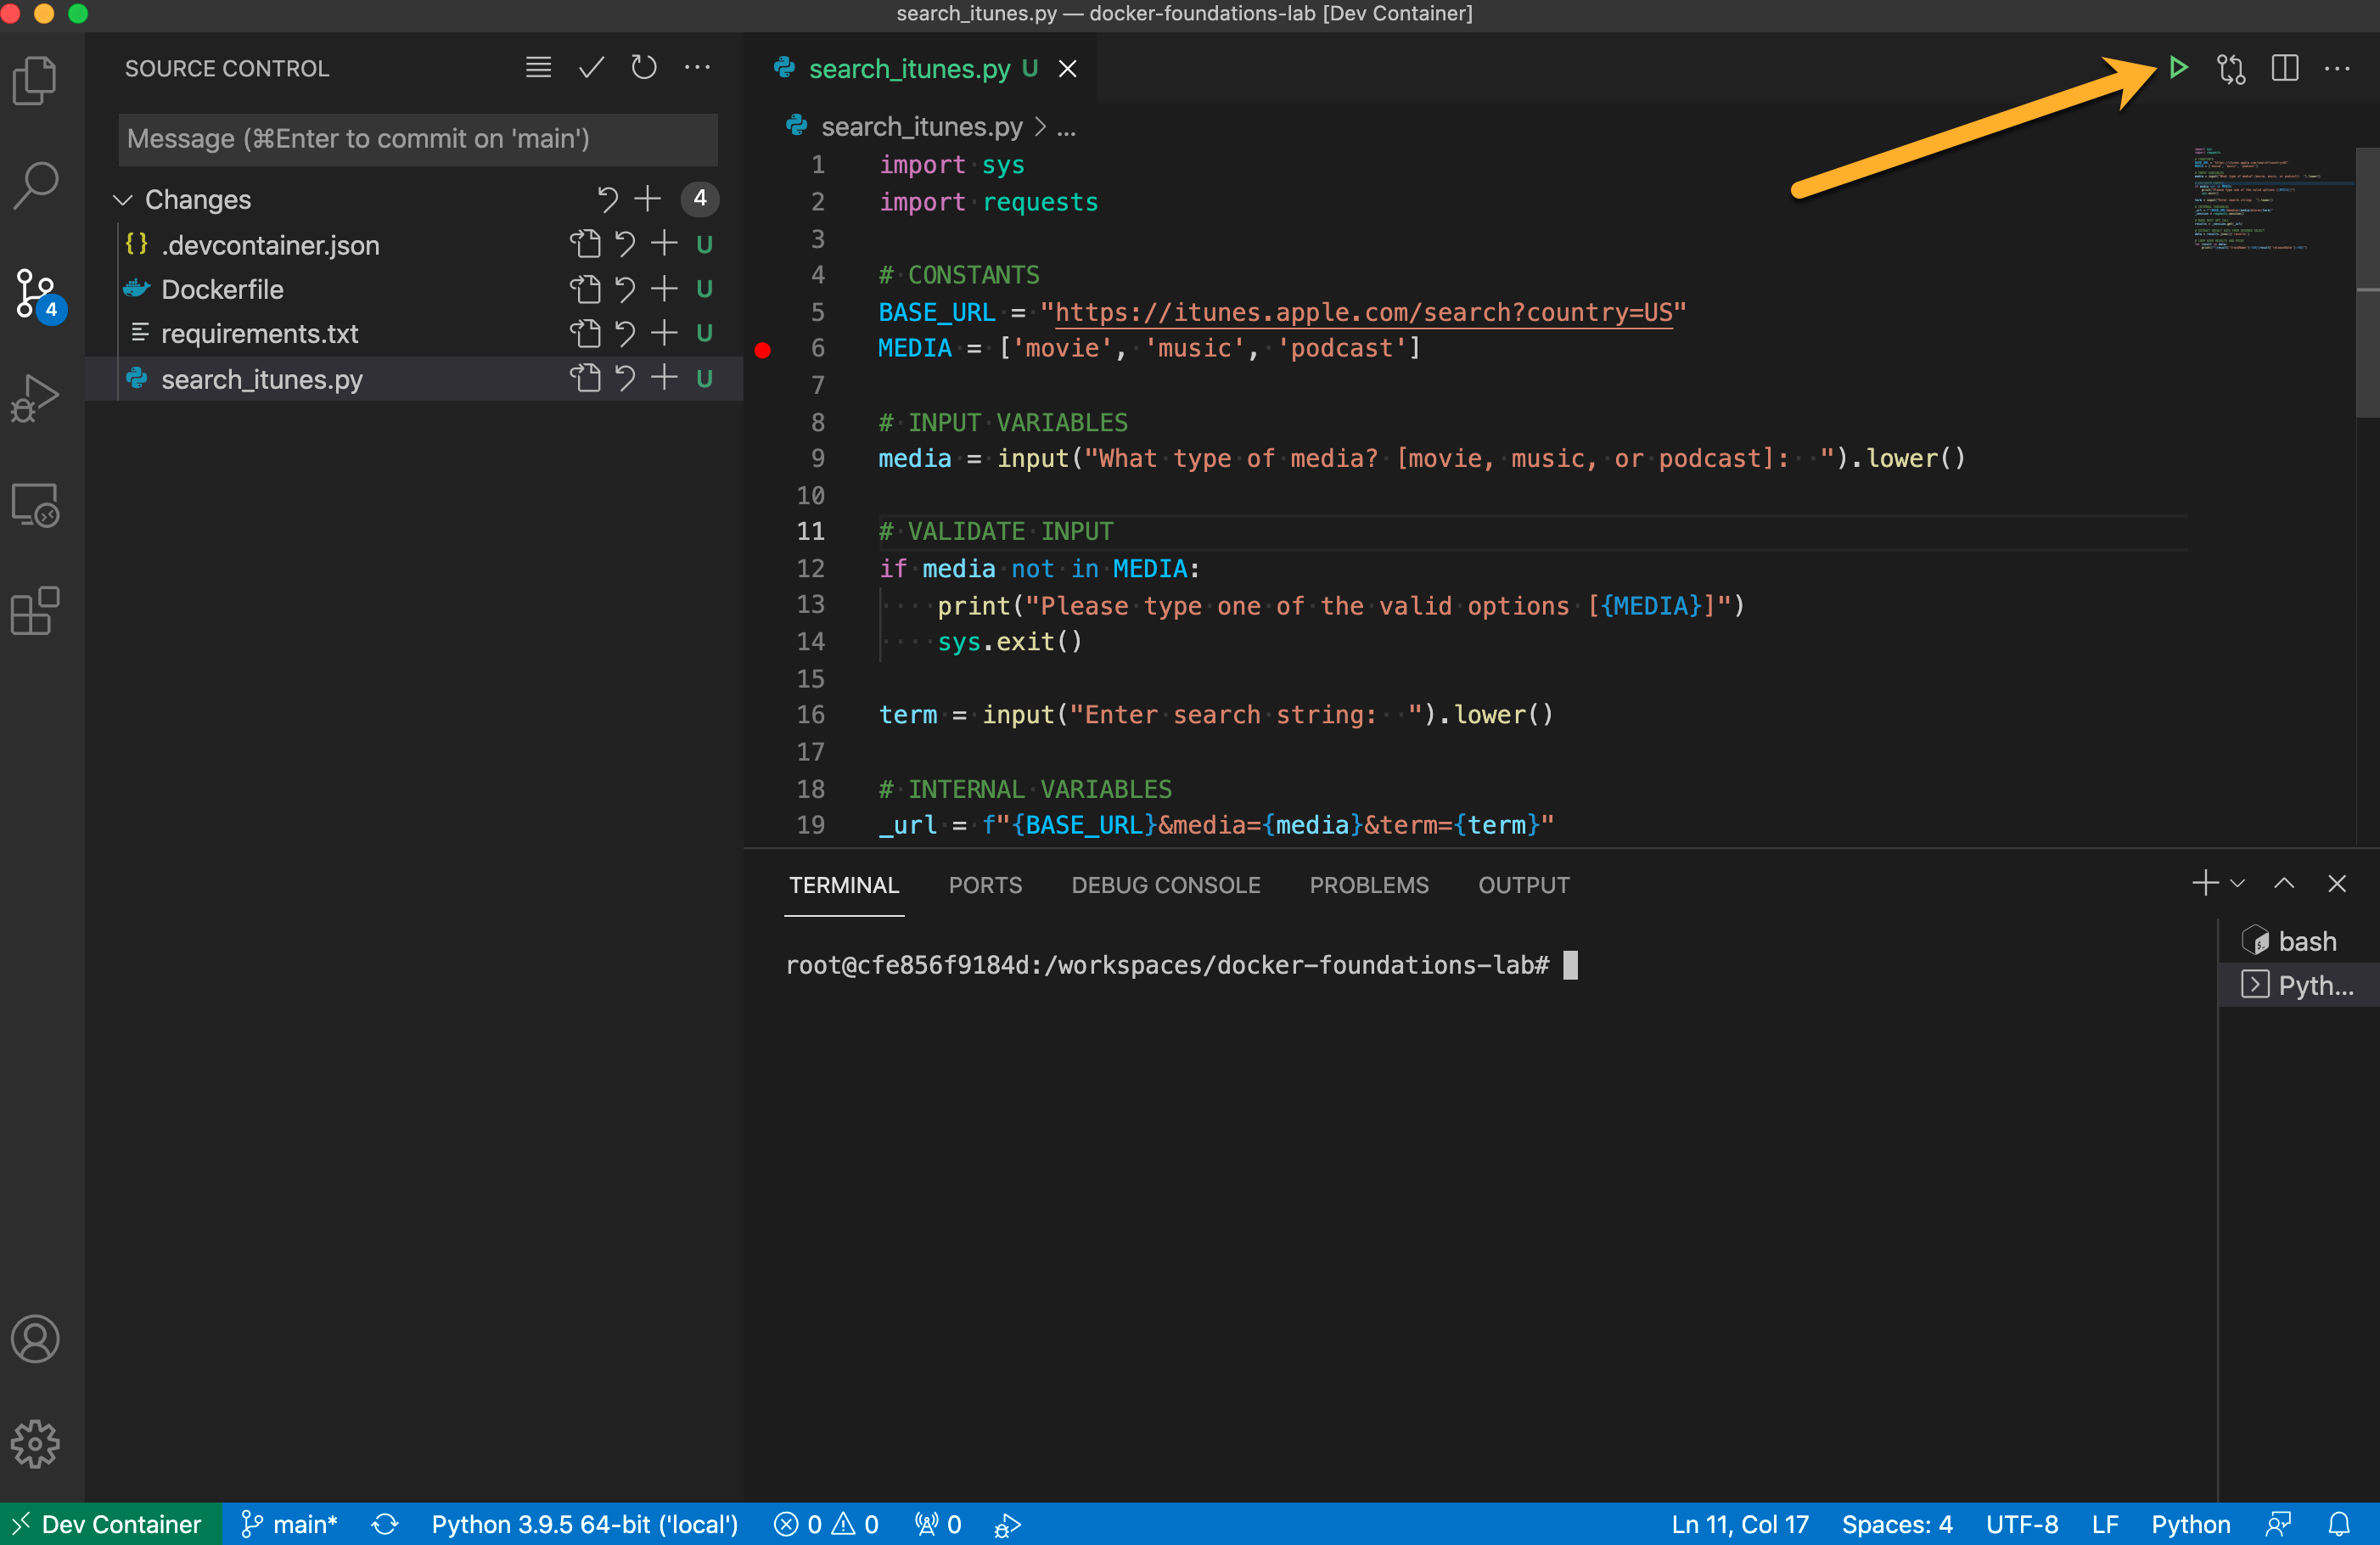 search_itunes.py — docker-foundations-lab [Dev Container]
SOURCE CONTROL
Message (⌘Enter to commit on 'main')
Changes
4
.devcontainer.json
U
Dockerfile
U
requirements.txt
U
search_itunes.py
U
4
search_itunes.py U
search_itunes.py > ...
1 import sys
2 import requests
3
4 # CONSTANTS
5 BASE_URL = "https://itunes.apple.com/search?country=US"
6 MEDIA = ['movie', 'music', 'podcast']
7
8 # INPUT VARIABLES
9 media = input("What type of media? [movie, music, or podcast]:  ").lower()
10
11 # VALIDATE INPUT
12 if media not in MEDIA:
13     print("Please type one of the valid options [{MEDIA}]")
14     sys.exit()
15
16 term = input("Enter search string:  ").lower()
17
18 # INTERNAL VARIABLES
19 _url = f"{BASE_URL}&media={media}&term={term}"
TERMINAL PORTS DEBUG CONSOLE PROBLEMS OUTPUT
root@cfe856f9184d:/workspaces/docker-foundations-lab#
bash
Pyth...
Dev Container main* Python 3.9.5 64-bit ('local') 0 0 0 Ln 11, Col 17 Spaces: 4 UTF-8 LF Python